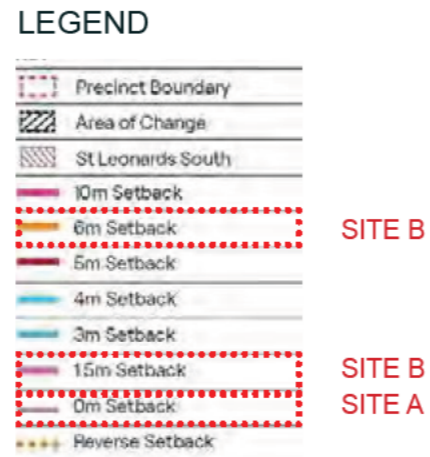 LEGEND
Precinct Boundary
Area of Change
St Leonards South
10m Setback
6m Setback SITE B
5m Setback
4m Setback
3m Setback
1.5m Setback SITE B
0m Setback SITE A
Reverse Setback